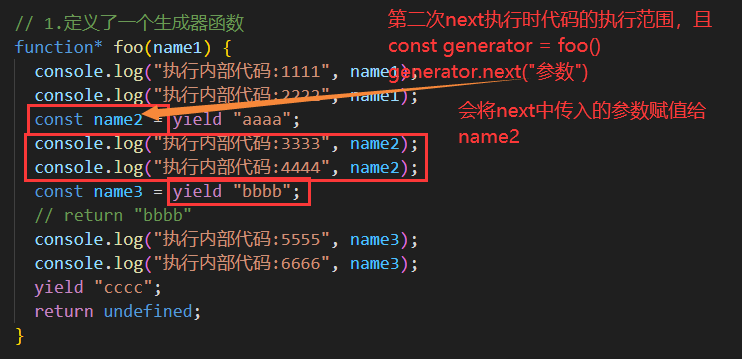 // 1.定义了一个生成器函数
function* foo(name1) {
console.log("执行内部代码:1111", name1);
console.log("执行内部代码:2222", name1);
const name2 = yield "aaaa";
console.log("执行内部代码:3333", name2);
console.log("执行内部代码:4444", name2);
const name3 = yield "bbbb";
// return "bbbb"
console.log("执行内部代码:5555", name3);
console.log("执行内部代码:6666", name3);
yield "cccc";
return undefined;
}
第二次next执行时代码的执行范围，且
const generator = foo()
generator.next("参数")
会将next中传入的参数赋值给
name2